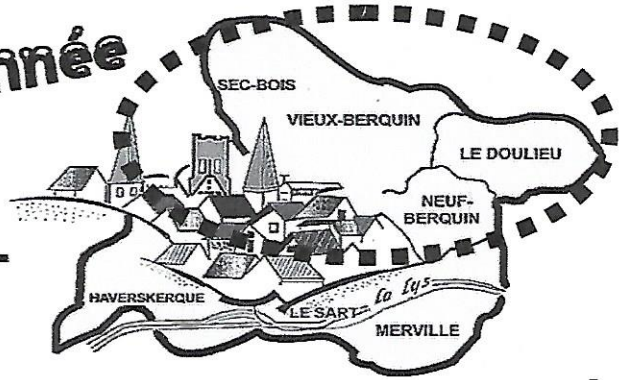 nnée
SEC-BOIS
VIEUX-BERQUIN
LE DOULIEU
NEUF-
BERQUIN
HAVERSKERQUE
LE SART
la lys
MERVILLE